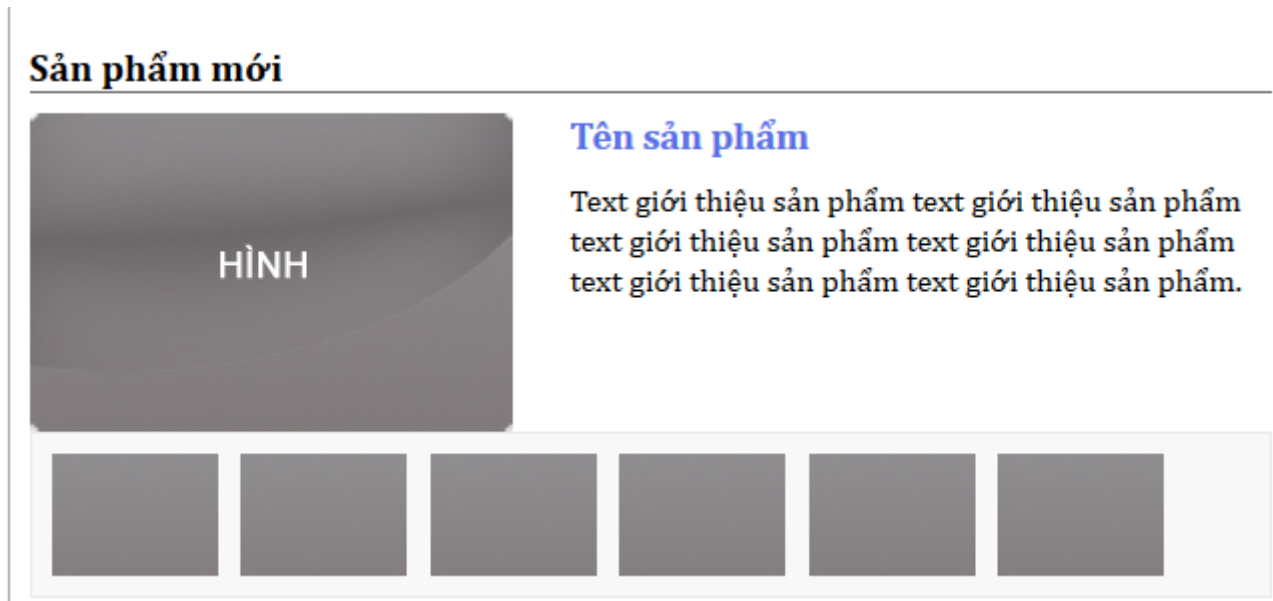 Sản phẩm mới
HÌNH
Tên sản phẩm
Text giới thiệu sản phẩm text giới thiệu sản phẩm
text giới thiệu sản phẩm text giới thiệu sản phẩm
text giới thiệu sản phẩm text giới thiệu sản phẩm.